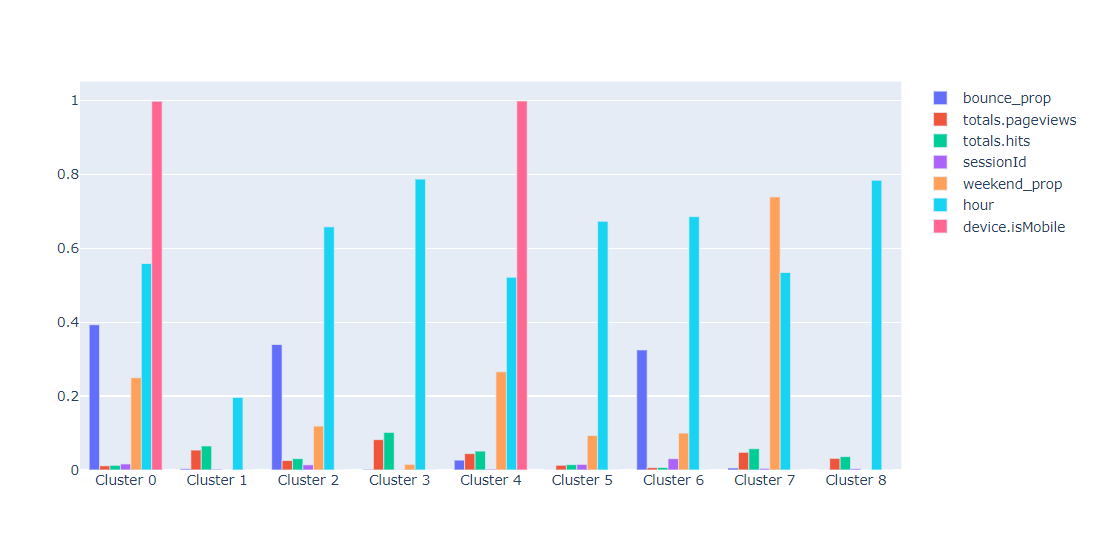 1
0.8
0.6
0.4
0.2
0
Cluster 0
Cluster 1
Cluster 2
Cluster 3
Cluster 4
Cluster 5
Cluster 6
Cluster 7
Cluster 8
bounce_prop
totals.pageviews
totals.hits
sessionId
weekend_prop
hour
device.isMobile